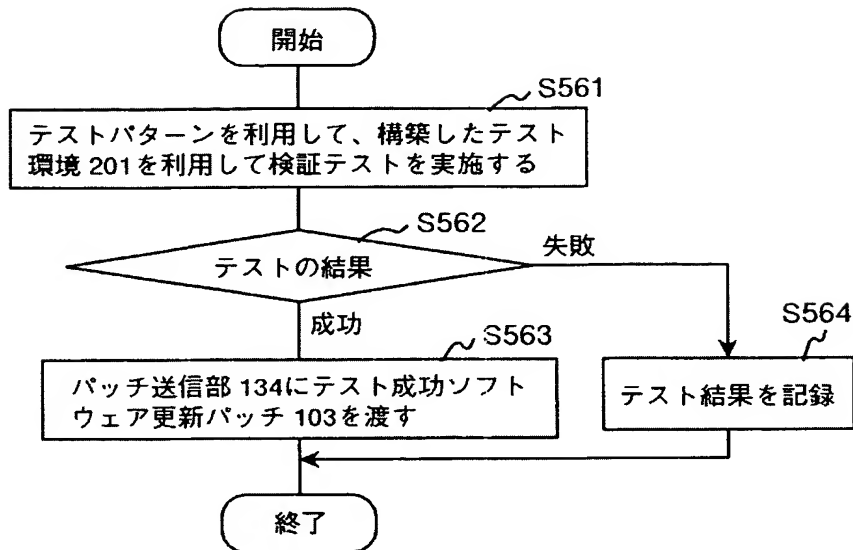 開始
S561
テストパターンを利用して、構築したテスト
環境 201を利用して検証テストを実施する
S562
テストの結果
失敗
成功
S563
パッチ送信部 134にテスト成功ソフト
ウェア更新パッチ 103を渡す
S564
テスト結果を記録
終了